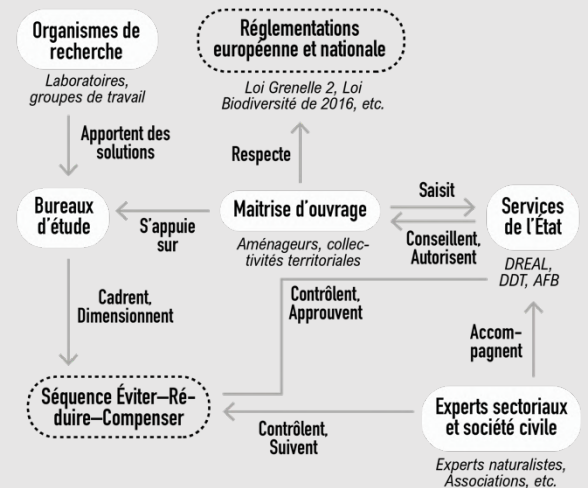 Organismes de
recherche
Laboratoires,
groupes de travail
Réglementations
européenne et nationale
Loi Grenelle 2, Loi
Biodiversité de 2016, etc.
Apportent des
solutions
Respecte
Bureaux
d'étude
S'appuie
sur
Maitrise d'ouvrage
Aménageurs, collec-
tivités territoriales
Saisit
Conseillent,
Autorisent
Services
de l'État
DREAL,
DDT, AFB
Cadrent,
Dimensionnent
Contrôlent,
Approuvent
Accom-
pagnent
Séquence Éviter—Ré-
duire—Compenser
Contrôlent,
Suivent
Experts sectoriaux
et société civile
Experts naturalistes,
Associations, etc.